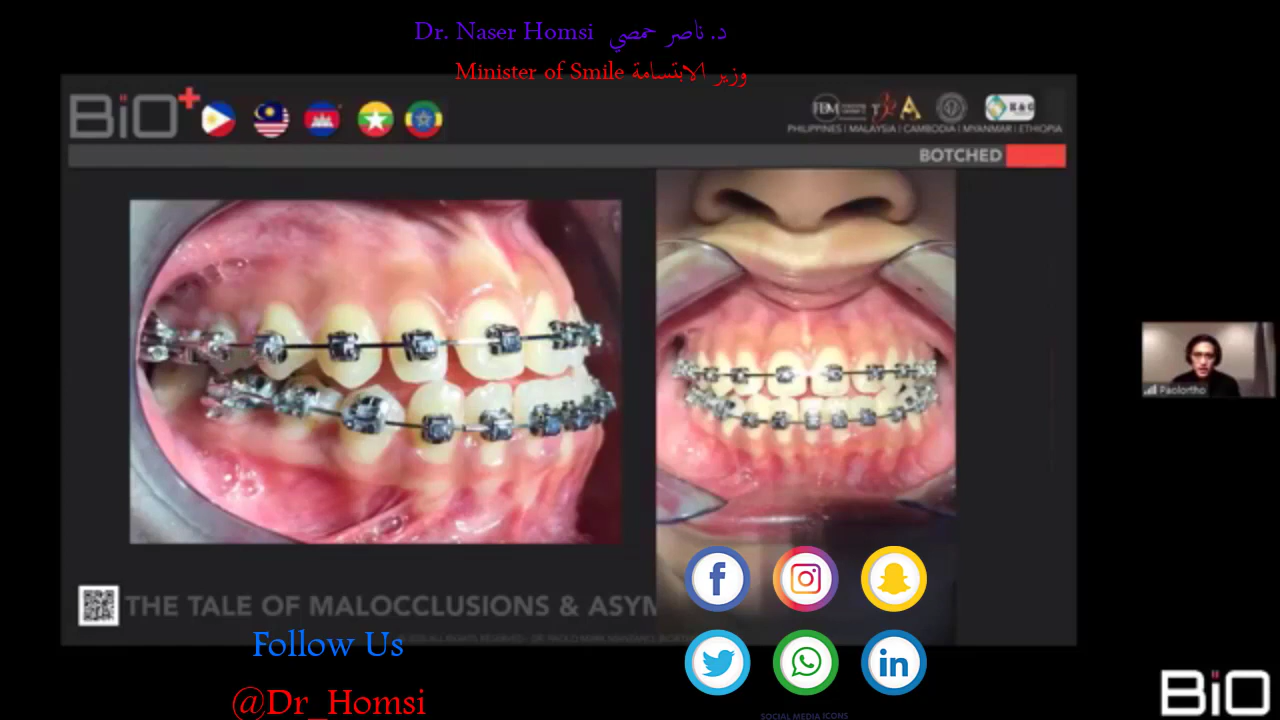 Dr. Naser Homsi د. ناصر حمصي
Minister of Smile وزير الابتسامة
BiO+
PHILIPPINES | MALAYSIA | CAMBODIA | MYANMAR | ETHIOPIA
BOTCHED
Paolortho
THE TALE OF MALOCCLUSIONS & ASYM
Follow Us
@Dr_Homsi
SOCIAL MEDIA ICONS
BiO